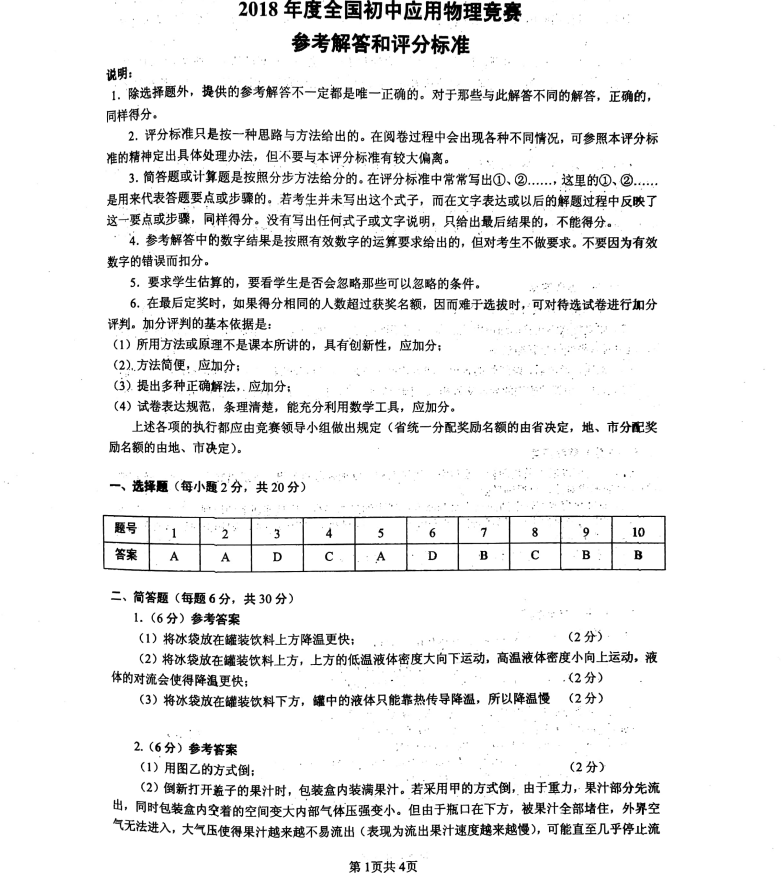 2018 年度全国初中应用物理竞赛
参考解答和评分标准
说明：
1．除选择题外，提供的参考解答不一定都是唯一正确的。对于那些与此解答不同的解答，正确的，
同样得分。
2．评分标准只是按一种思路与方法给出的。在阅卷过程中会出现各种不同情况，可参照本评分标
准的精神定出具体处理办法，但不要与本评分标准有较大偏离。
3．简答题或计算题是按照分步方法给分的。在评分标准中常常写出①、②……，这里的①、②……
是用来代表答题要点或步骤的。若考生并未写出这个式子，而在文字表达或以后的解题过程中反映了
这一要点或步骤，同样得分。没有写出任何式子或文字说明，只给出最后结果的，不能得分。
4．参考解答中的数字结果是按照有效数字的运算要求给出的，但对考生不做要求。不要因为有效
数字的错误而扣分。
5．要求学生估算的，要看学生是否会忽略那些可以忽略的条件。
6．在最后定奖时，如果得分相同的人数超过获奖名额，因而难于选拔时，可对待选试卷进行加分
评判。加分评判的基本依据是：
（1）所用方法或原理不是课本所讲的，具有创新性，应加分；
（2）方法简便，应加分；
（3）提出多种正确解法，应加分；
（4）试卷表达规范，条理清楚，能充分利用数学工具，应加分。
上述各项的执行都应由竞赛领导小组做出规定（省统一分配奖励名额的由省决定，地、市分配奖
励名额的由地、市决定）。
一、选择题（每小题 2 分，共 20 分）
题号 1 2 3 4 5 6 7 8 9 10
答案 A A D C A D B C B B
二、简答题（每题 6 分，共 30 分）
1.（6 分）参考答案
（1）将冰袋放在罐装饮料上方降温更快； （2 分）
（2）将冰袋放在罐装饮料上方，上方的低温液体密度大向下运动，高温液体密度小向上运动，液
体的对流会使得降温更快； （2 分）
（3）将冰袋放在罐装饮料下方，罐中的液体只能靠热传导降温，所以降温慢 （2 分）
2.（6 分）参考答案
（1）用图乙的方式倒； （2 分）
（2）倒新打开盖子的果汁时，包装盒内装满果汁。若采用甲的方式倒，由于重力，果汁部分先流
出，同时包装盒内空着的空间变大内部气体压强变小。但由于瓶口在下方，被果汁全部堵住，外界空
气无法进入，大气压使得果汁越来越不易流出（表现为流出果汁速度越来越慢），可能直至几乎停止流
第 1页共 4页